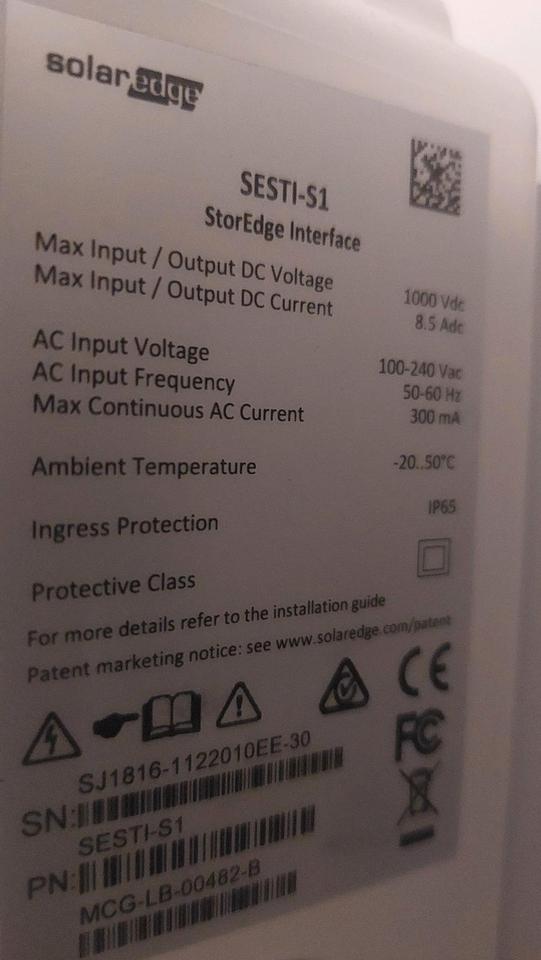 solaredge
SESTI-S1
StorEdge Interface
Max Input / Output DC Voltage 1000 Vdc
Max Input / Output DC Current 8.5 Adc
AC Input Voltage 100-240 Vac
AC Input Frequency 50-60 Hz
Max Continuous AC Current 300 mA
Ambient Temperature -20..50°C
Ingress Protection IP65
Protective Class
For more details refer to the installation guide
Patent marketing notice: see www.solaredge.com/patent
CE
FC
SJ1816-1122010EE-30
SN:
SESTI-S1
PN:
MCG-LB-00482-B